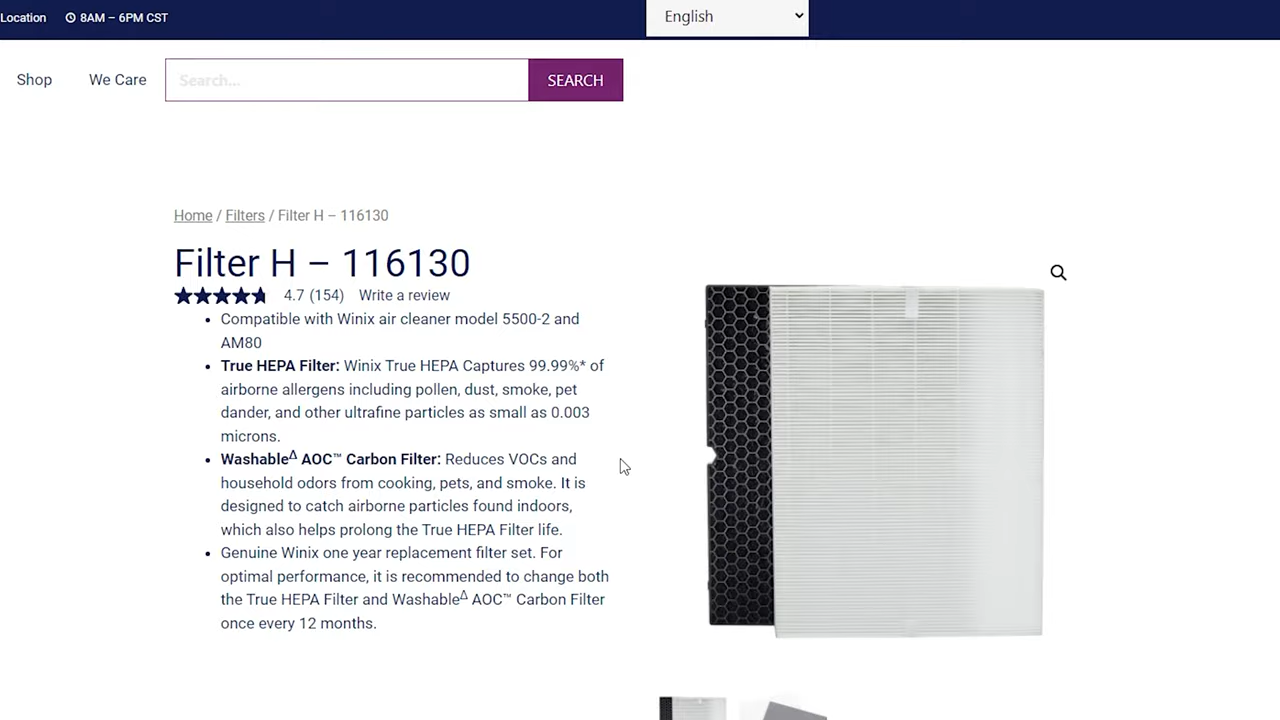 Location 8AM – 6PM CST
English
Shop We Care Search... SEARCH
Home / Filters / Filter H – 116130
Filter H – 116130
4.7 (154) Write a review
• Compatible with Winix air cleaner model 5500-2 and
AM80
• True HEPA Filter: Winix True HEPA Captures 99.99%* of
airborne allergens including pollen, dust, smoke, pet
dander, and other ultrafine particles as small as 0.003
microns.
• WashableΔ AOC™ Carbon Filter: Reduces VOCs and
household odors from cooking, pets, and smoke. It is
designed to catch airborne particles found indoors,
which also helps prolong the True HEPA Filter life.
• Genuine Winix one year replacement filter set. For
optimal performance, it is recommended to change both
the True HEPA Filter and WashableΔ AOC™ Carbon Filter
once every 12 months.